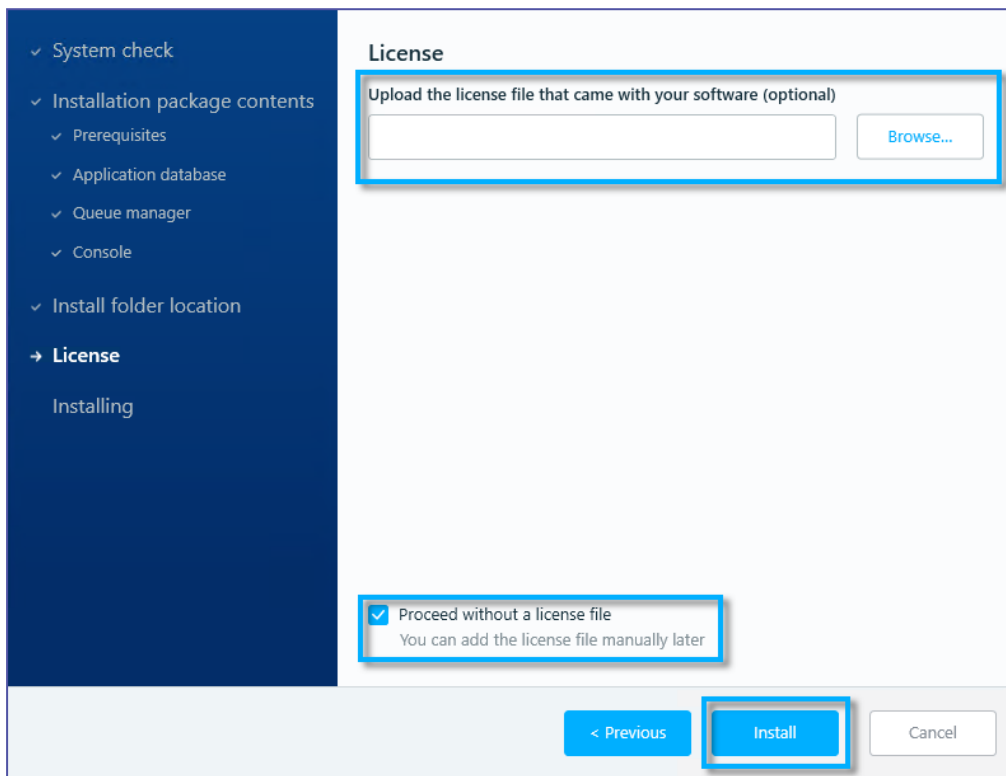 System check
Installation package contents
Prerequisites
Application database
Queue manager
Console
Install folder location
License
Installing
License
Upload the license file that came with your software (optional)
Browse...
Proceed without a license file
You can add the license file manually later
< Previous
Install
Cancel